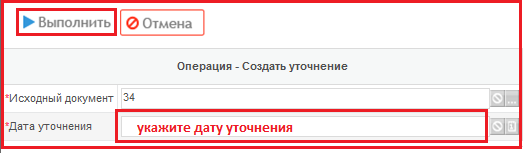 Выполнить Отмена
Операция - Создать уточнение
*Исходный документ 34
*Дата уточнения укажите дату уточнения